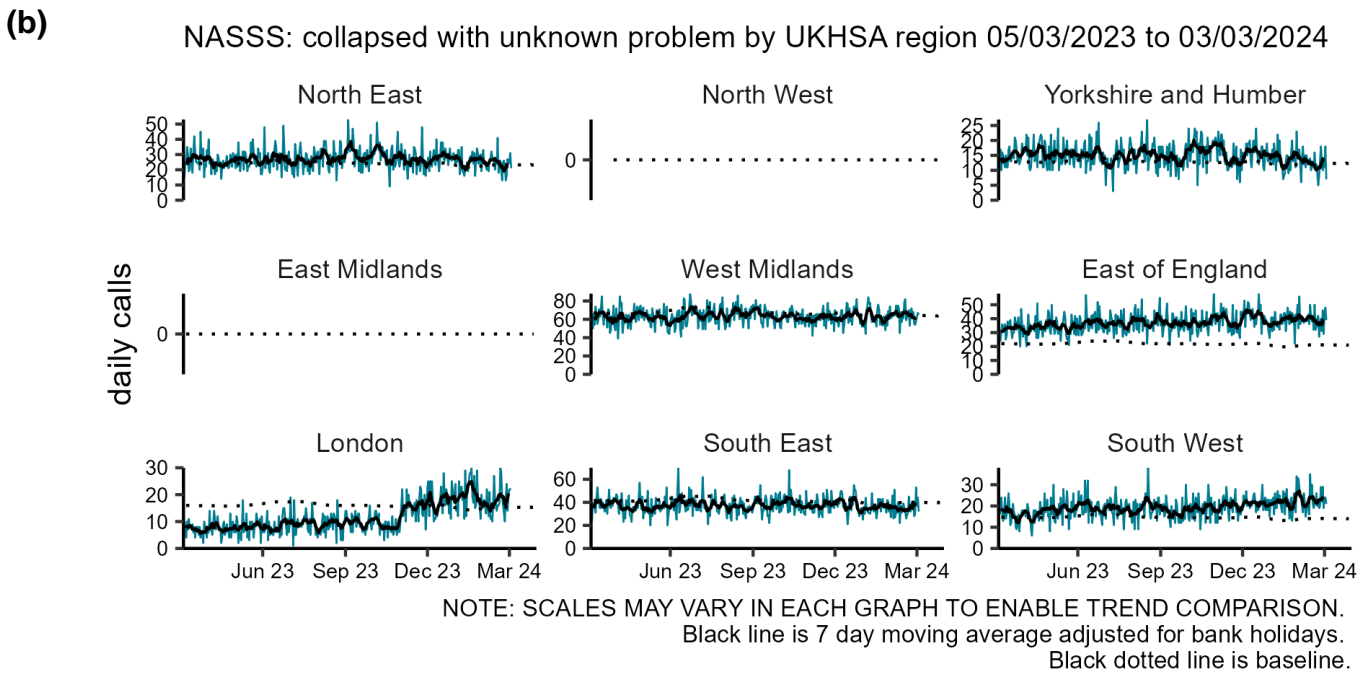 (b)
NASSS: collapsed with unknown problem by UKHSA region 05/03/2023 to 03/03/2024
North East
North West
Yorkshire and Humber
50
40
30
20
10
0
0
25
20
15
10
5
0
daily calls
East Midlands
West Midlands
East of England
0
80
60
40
20
0
50
40
30
20
10
0
London
South East
South West
30
20
10
0
60
40
20
0
30
20
10
0
Jun 23 Sep 23 Dec 23 Mar 24
Jun 23 Sep 23 Dec 23 Mar 24
Jun 23 Sep 23 Dec 23 Mar 24
NOTE: SCALES MAY VARY IN EACH GRAPH TO ENABLE TREND COMPARISON.
Black line is 7 day moving average adjusted for bank holidays.
Black dotted line is baseline.